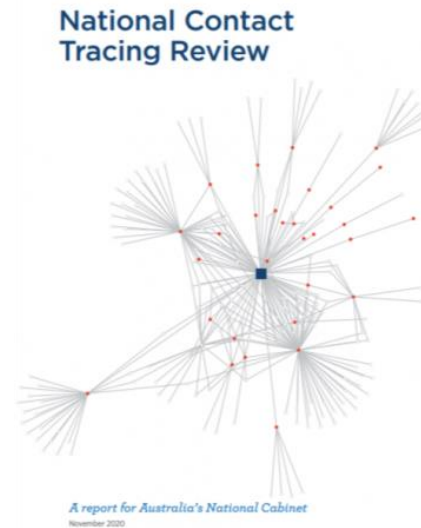 National Contact
Tracing Review
A report for Australia's National Cabinet
November 2020